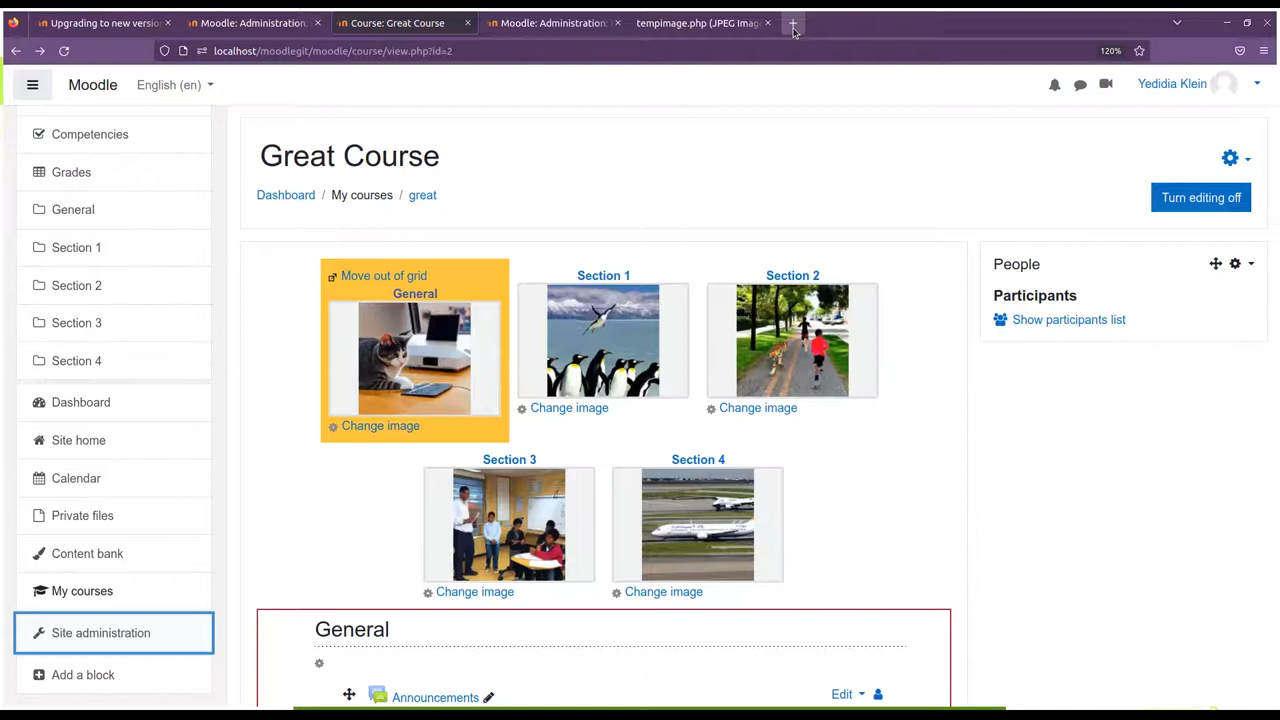 Upgrading to new version
Moodle: Administration:
Course: Great Course
Moodle: Administration:
tempimage.php (JPEG Imag
localhost/moodlegit/moodle/course/view.php?id=2
120%
Moodle
English (en)
Yedidia Klein
Competencies
Grades
General
Section 1
Section 2
Section 3
Section 4
Dashboard
Site home
Calendar
Private files
Content bank
My courses
Site administration
Add a block
Great Course
Dashboard / My courses / great
Turn editing off
Move out of grid
General
Change image
Section 1
Change image
Section 2
Change image
Section 3
Change image
Section 4
Change image
General
Announcements
Edit
People
Participants
Show participants list